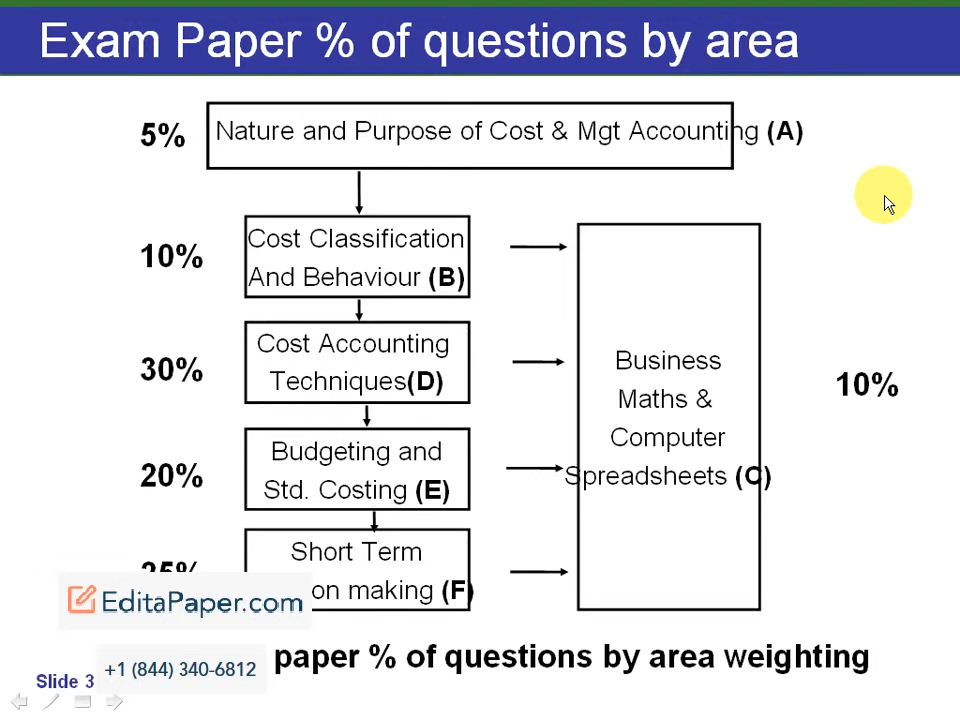 Exam Paper % of questions by area
5%
Nature and Purpose of Cost & Mgt Accounting (A)
10%
Cost Classification
And Behaviour (B)
30%
Cost Accounting
Techniques(D)
Business
Maths &
Computer
Spreadsheets (C)
10%
20%
Budgeting and
Std. Costing (E)
Short Term
on making (F)
EditaPaper.com
+1 (844) 340-6812
paper % of questions by area weighting
Slide 3